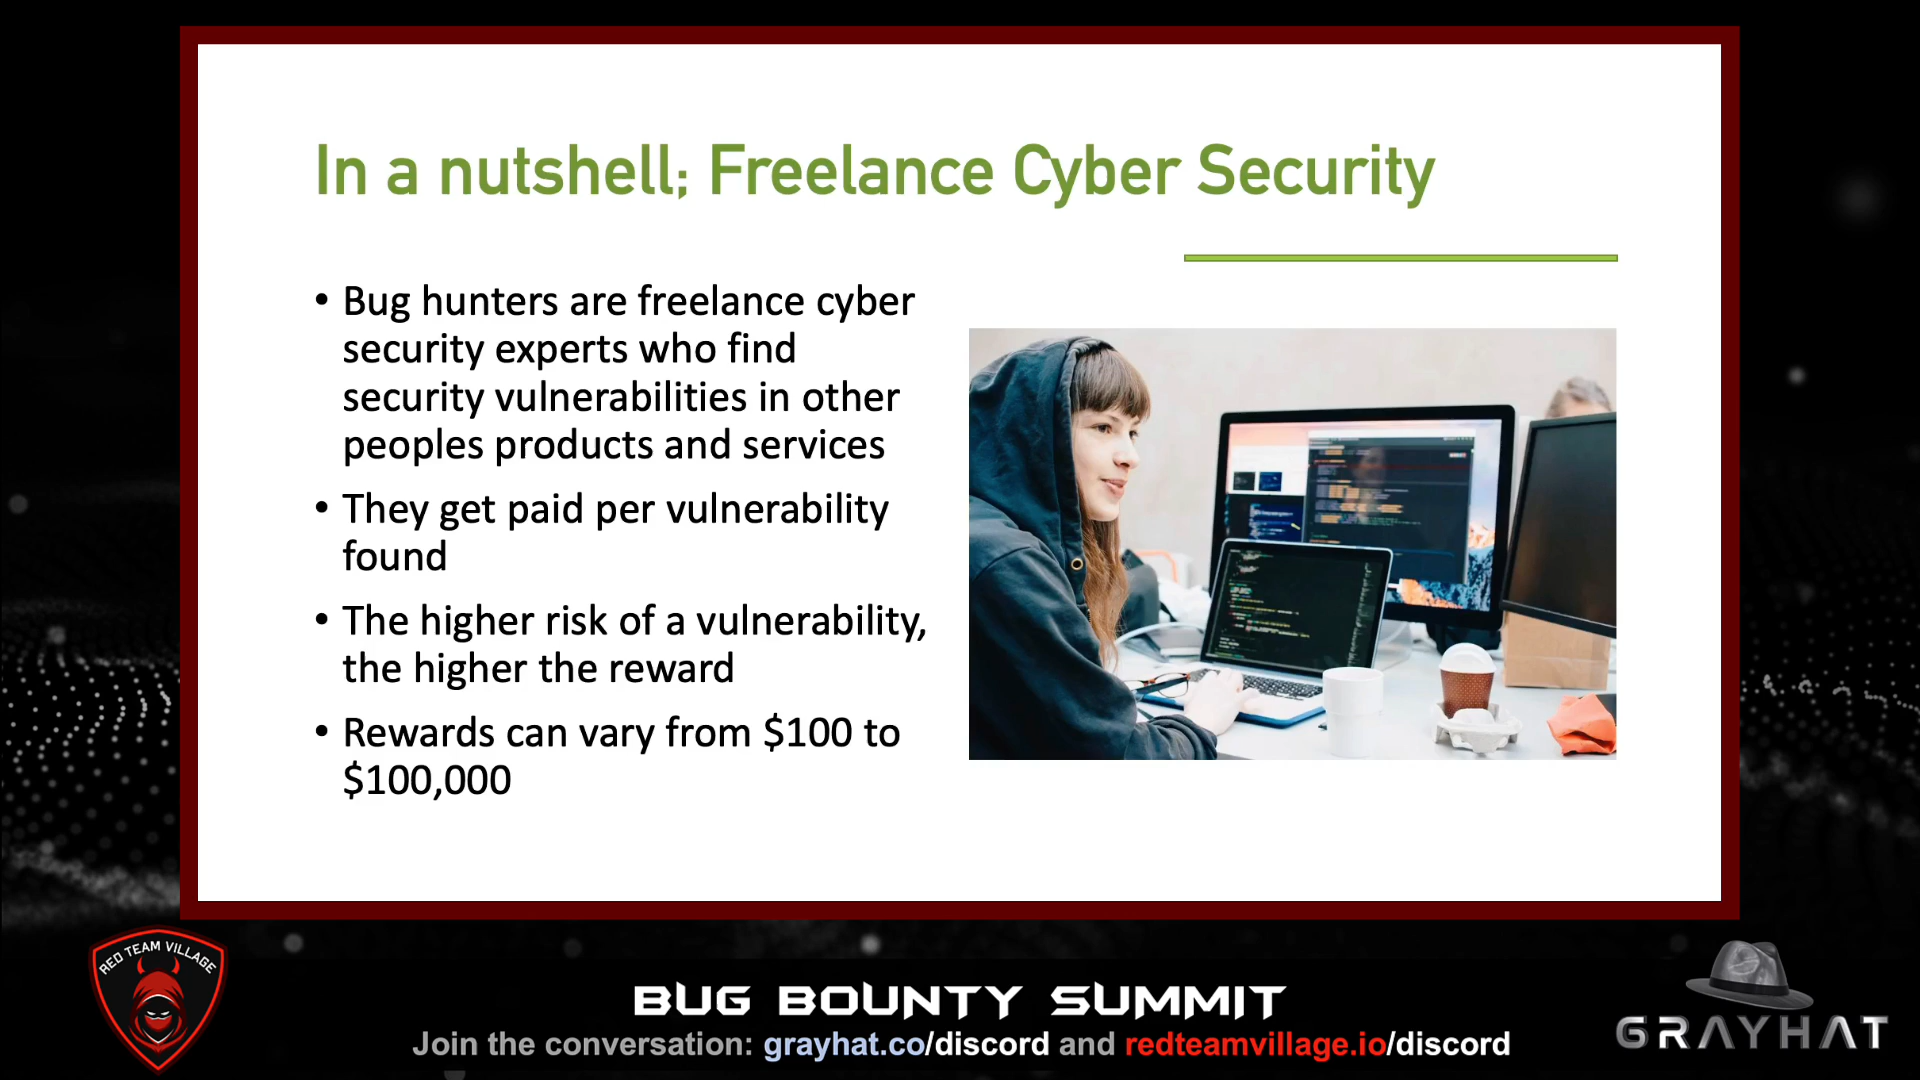 In a nutshell; Freelance Cyber Security
• Bug hunters are freelance cyber
security experts who find
security vulnerabilities in other
peoples products and services
• They get paid per vulnerability
found
• The higher risk of a vulnerability,
the higher the reward
• Rewards can vary from $100 to
$100,000
RED TEAM VILLAGE
BUG BOUNTY SUMMIT
Join the conversation: grayhat.co/discord and redteamvillage.io/discord
GRAYHAT